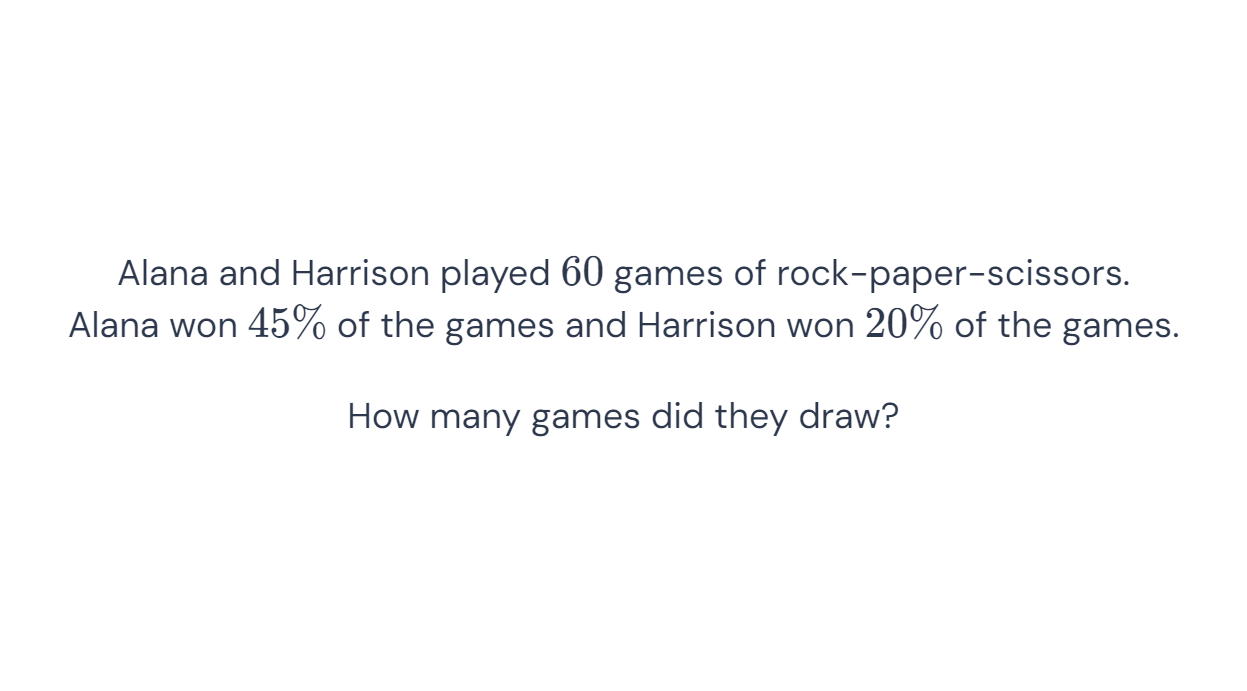 Alana and Harrison played 60 games of rock-paper-scissors.
Alana won 45% of the games and Harrison won 20% of the games.
How many games did they draw?